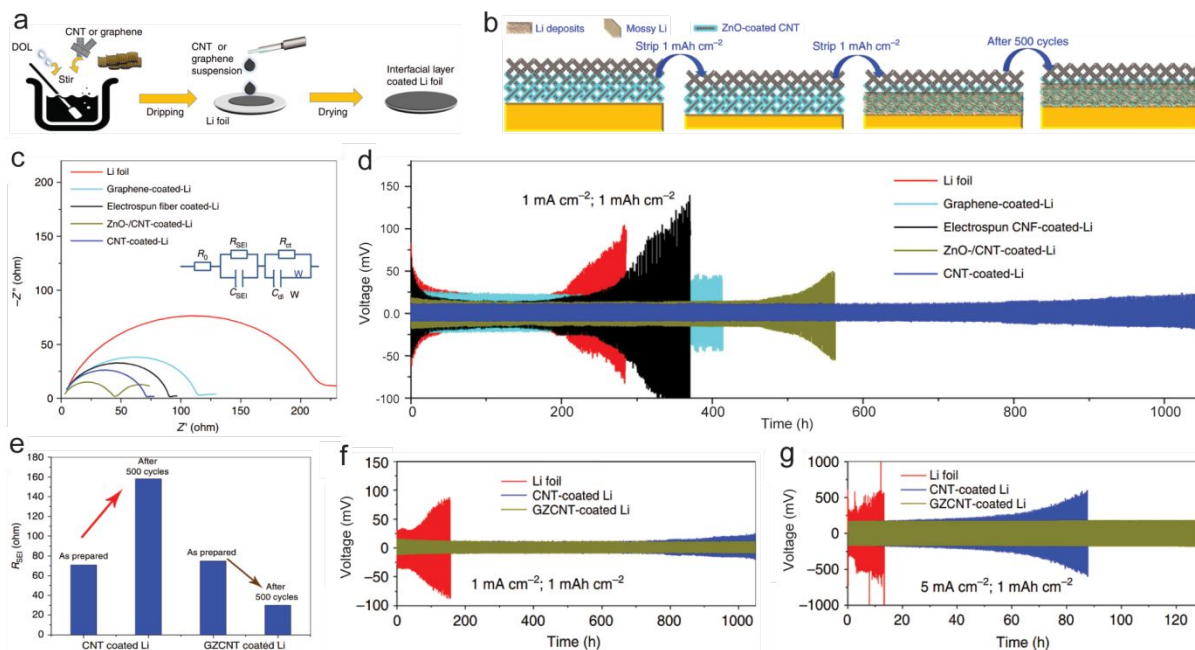 a
DOL
CNT or
graphene
Stir
Dripping
CNT or
graphene
suspension
Li foil
Drying
Interfacial layer
coated Li foil
b
Li deposits
Mossy Li
ZnO-coated CNT
Strip 1 mAh cm⁻²
Strip 1 mAh cm⁻²
After 500 cycles
c
Li foil
Graphene-coated-Li
Electrospun fiber coated-Li
ZnO-/CNT-coated-Li
CNT-coated-Li
R0
RSEI
Rct
CSEI
Cdl
W
W
−200
−150
−100
−50
0
0 50 100 150 200
Z' (ohm)
d
1 mA cm⁻²; 1 mAh cm⁻²
Li foil
Graphene-coated-Li
Electrospun CNF-coated-Li
ZnO-/CNT-coated-Li
CNT-coated-Li
Voltage (mV)
200
150
100
50
0.0
-50
-100
0 200 400 600 800 1000
Time (h)
e
RSEI (ohm)
180
160
140
120
100
80
60
40
20
0
As prepared
After
500 cycles
As prepared
After
500 cycles
CNT coated Li
GZCNT coated Li
f
Li foil
CNT-coated Li
GZCNT-coated Li
1 mA cm⁻²; 1 mAh cm⁻²
Voltage (mV)
150
100
50
0
−50
−100
0 200 400 600 800 1000
Time (h)
g
Li foil
CNT-coated Li
GZCNT-coated Li
5 mA cm⁻²; 1 mAh cm⁻²
Voltage (mV)
1000
500
0
−500
−1000
0 20 40 60 80 100 120
Time (h)